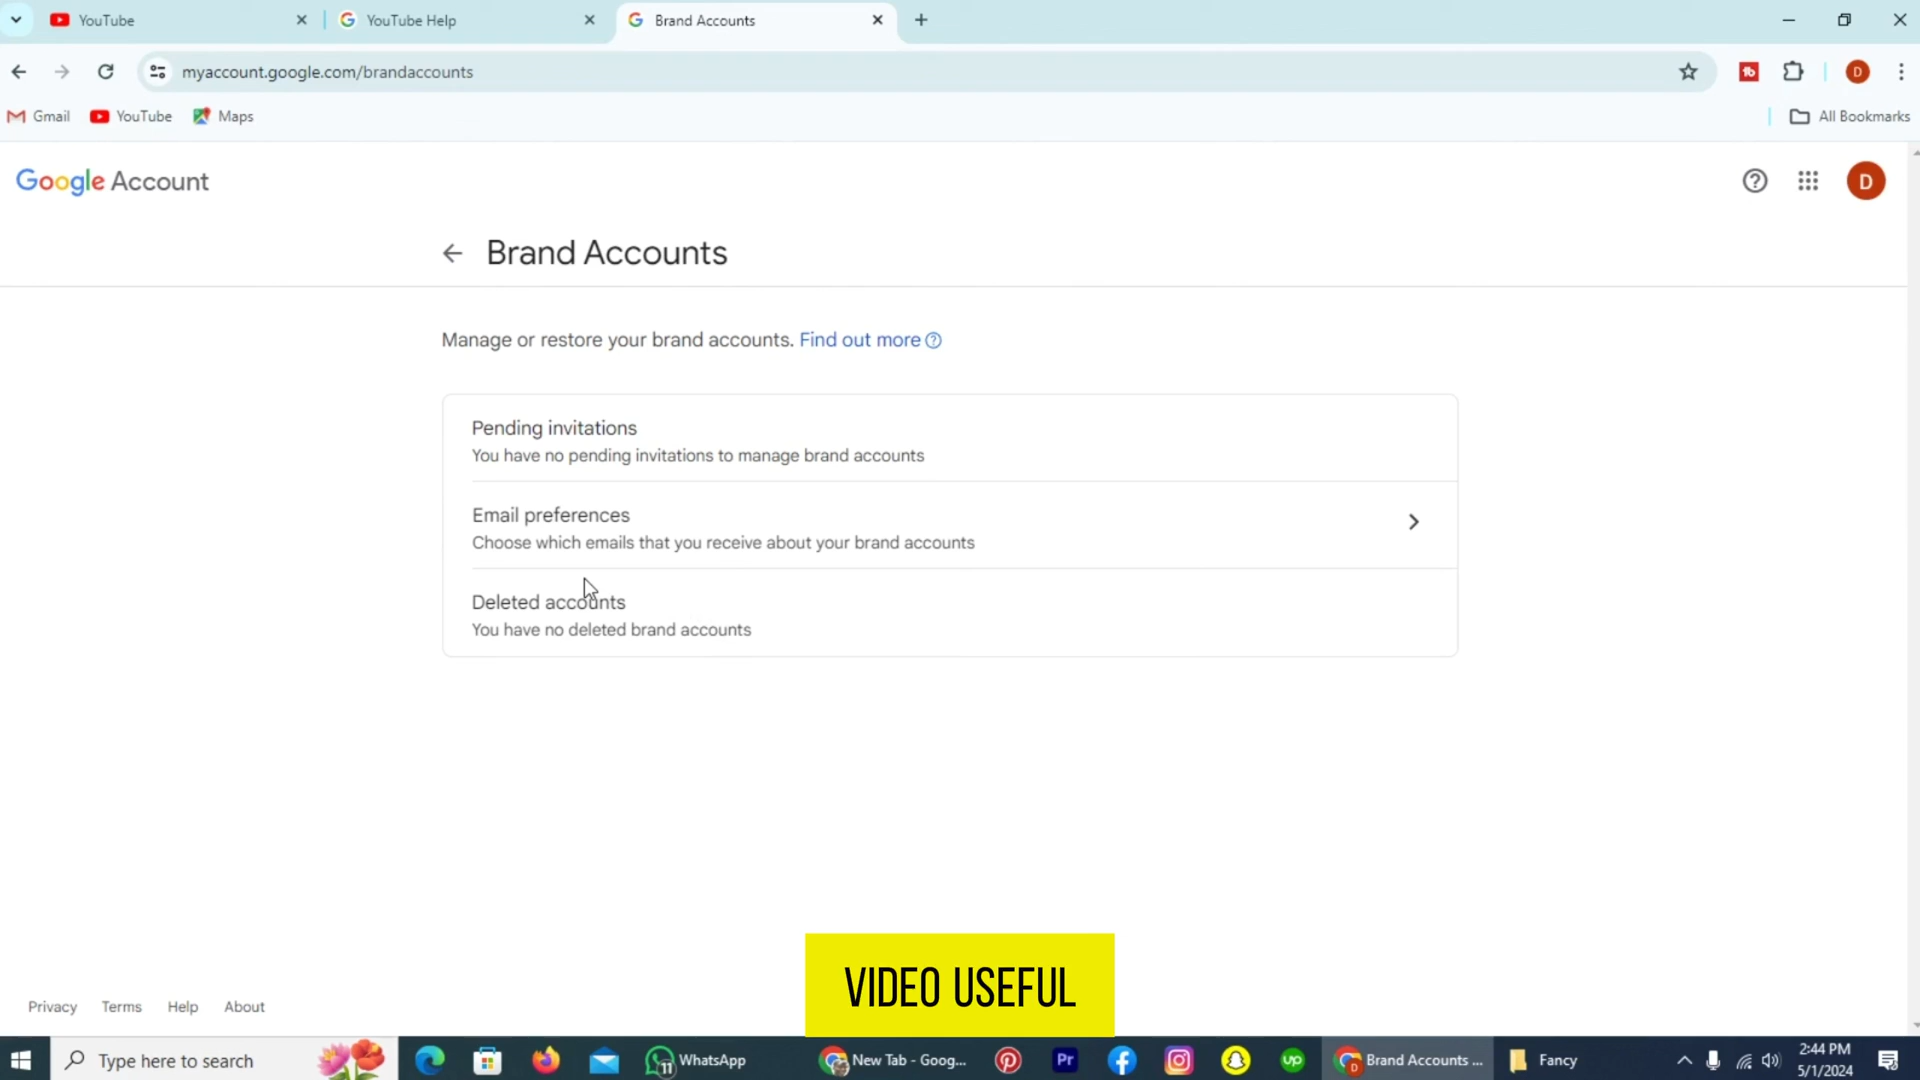 YouTube
YouTube Help
Brand Accounts
myaccount.google.com/brandaccounts
D
Gmail
YouTube
Maps
All Bookmarks
Google Account
D
Brand Accounts
Manage or restore your brand accounts. Find out more
Pending invitations
You have no pending invitations to manage brand accounts
Email preferences
Choose which emails that you receive about your brand accounts
Deleted accounts
You have no deleted brand accounts
VIDEO USEFUL
Privacy
Terms
Help
About
Type here to search
11
WhatsApp
New Tab - Goog...
Pr
up
D
Brand Accounts ...
Fancy
2:44 PM
5/1/2024